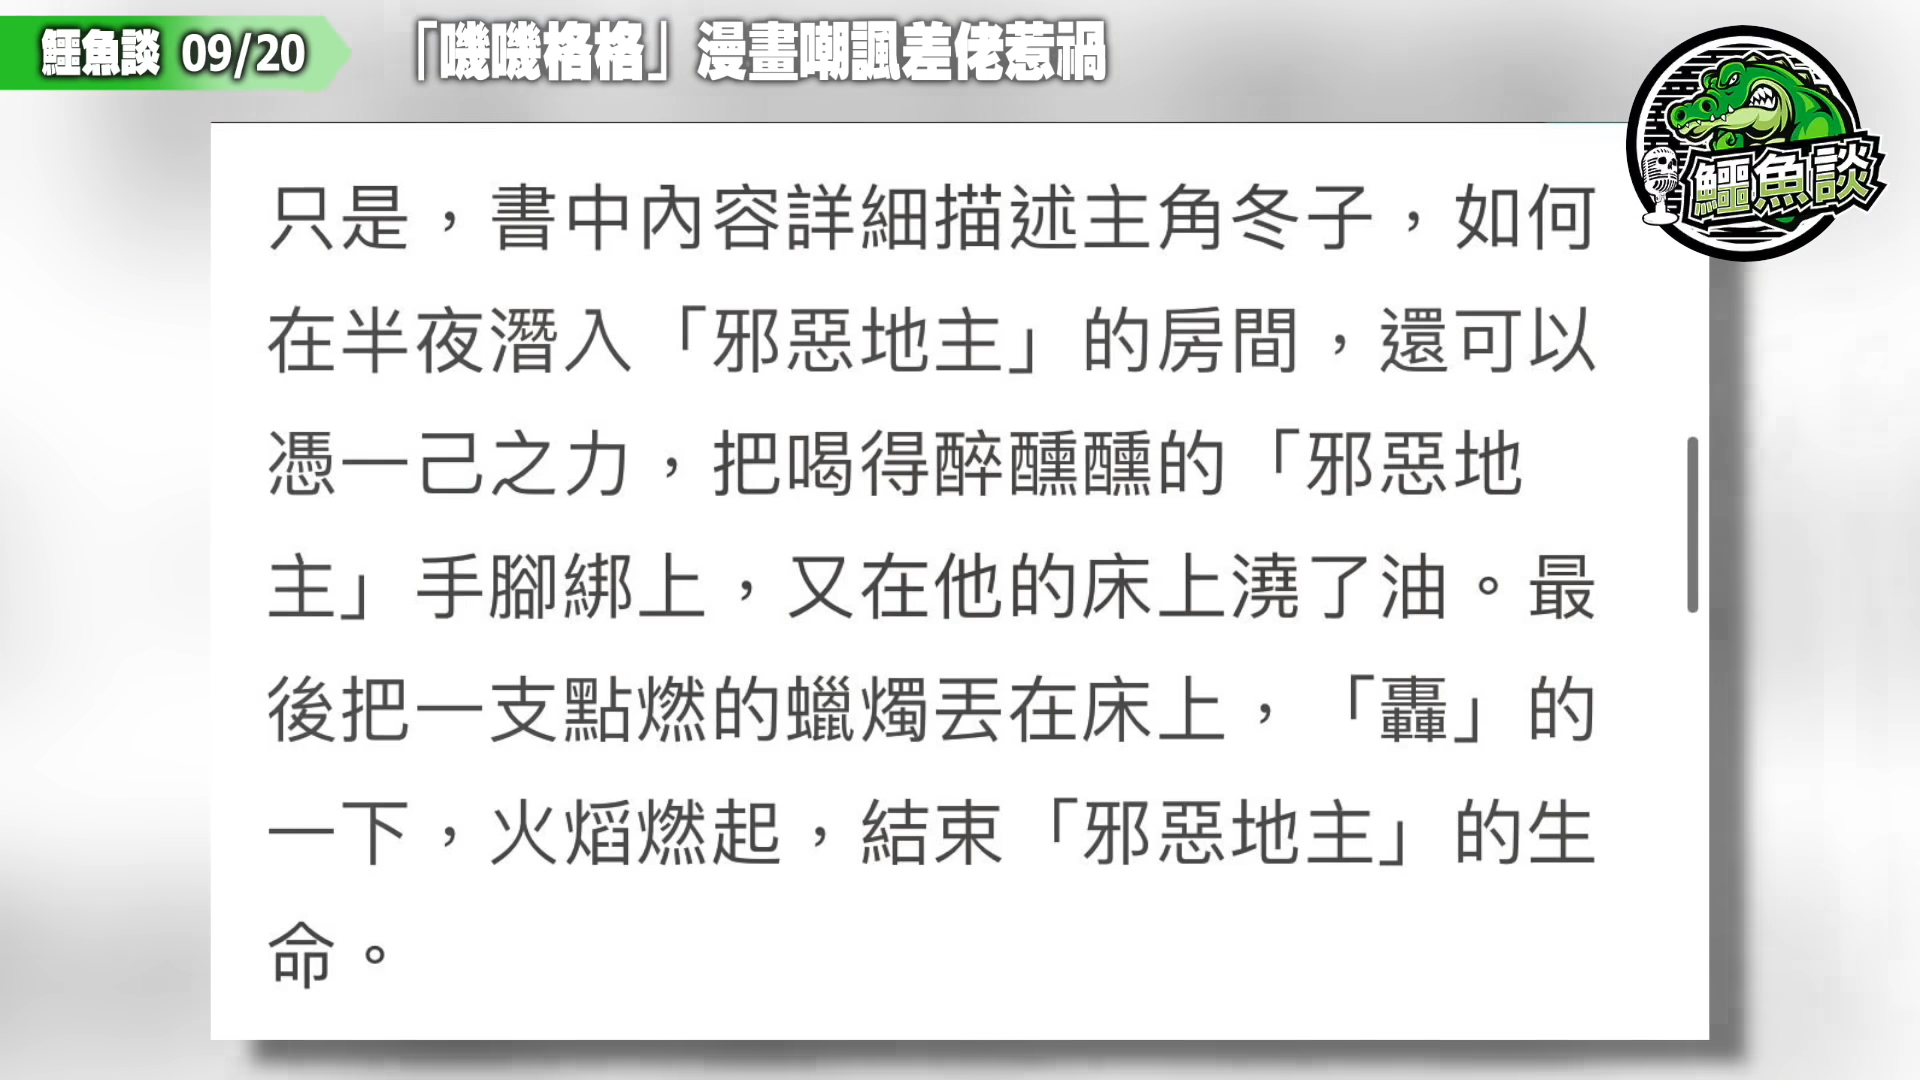 鱷魚談 09/20
「嘰嘰格格」漫畫嘲諷差佬惹禍
鱷魚談
只是，書中內容詳細描述主角冬子，如何
在半夜潛入「邪惡地主」的房間，還可以
憑一己之力，把喝得醉醺醺的「邪惡地
主」手腳綁上，又在他的床上澆了油。最
後把一支點燃的蠟燭丟在床上，「轟」的
一下，火焰燃起，結束「邪惡地主」的生
命。